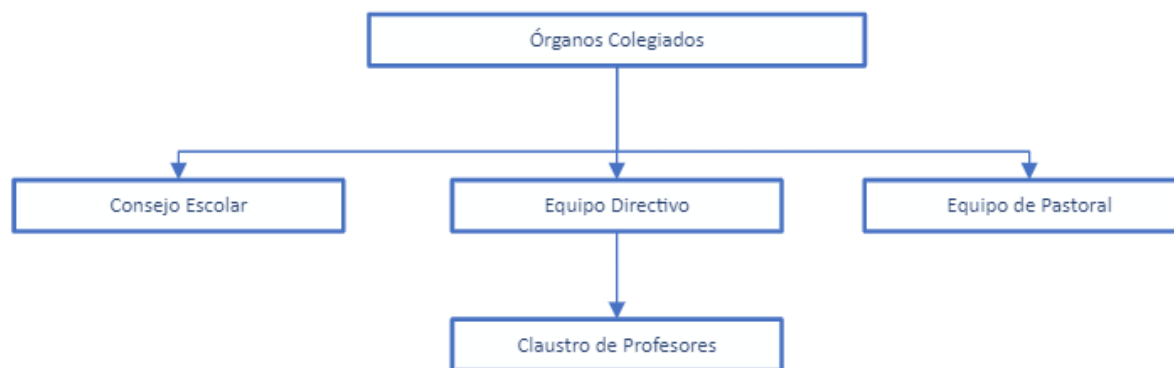 Órganos Colegiados
Consejo Escolar
Equipo Directivo
Equipo de Pastoral
Claustro de Profesores